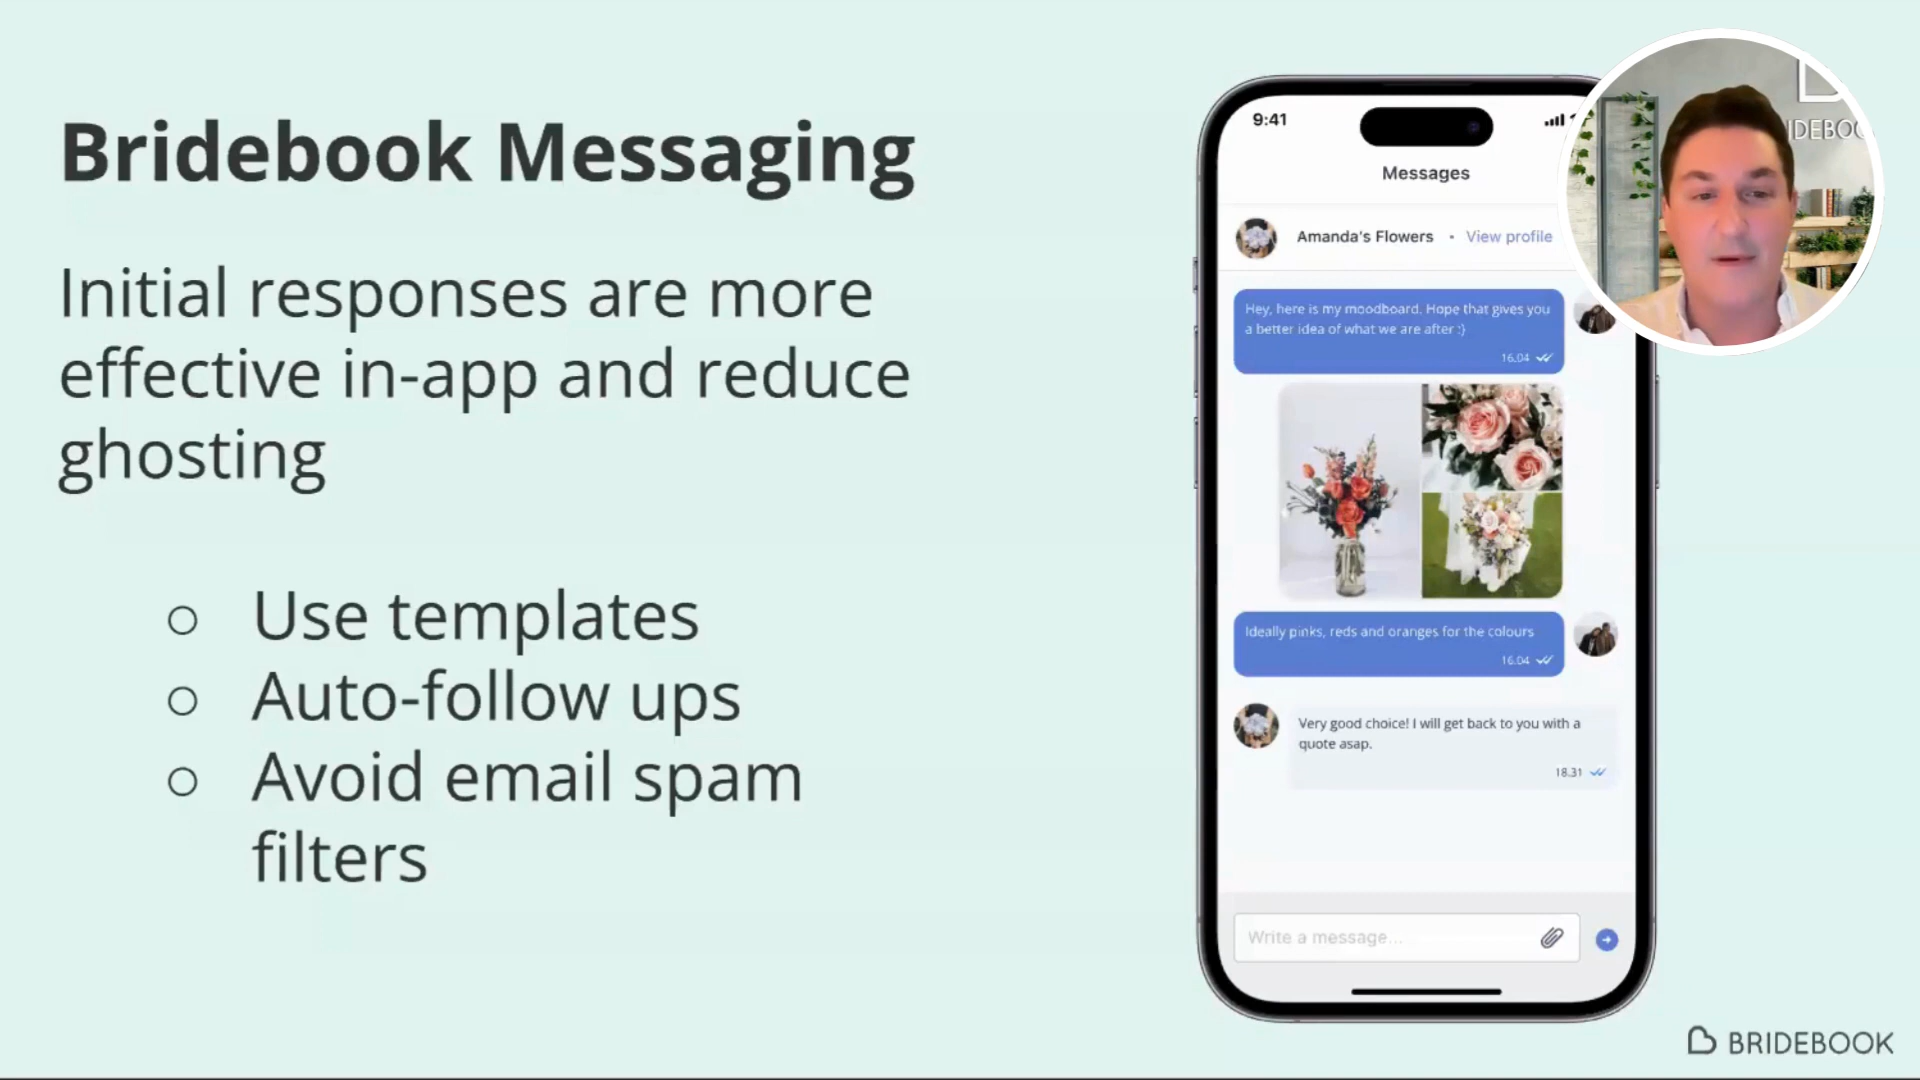 Bridebook Messaging
Initial responses are more
effective in-app and reduce
ghosting
○ Use templates
○ Auto-follow ups
○ Avoid email spam
filters
9:41
Messages
Amanda's Flowers • View profile
Hey, here is my moodboard. Hope that gives you
a better idea of what we are after :)
16.04
Ideally pinks, reds and oranges for the colours
16.04
Very good choice! I will get back to you with a
quote asap.
18.31
Write a message...
BRIDEBOOK